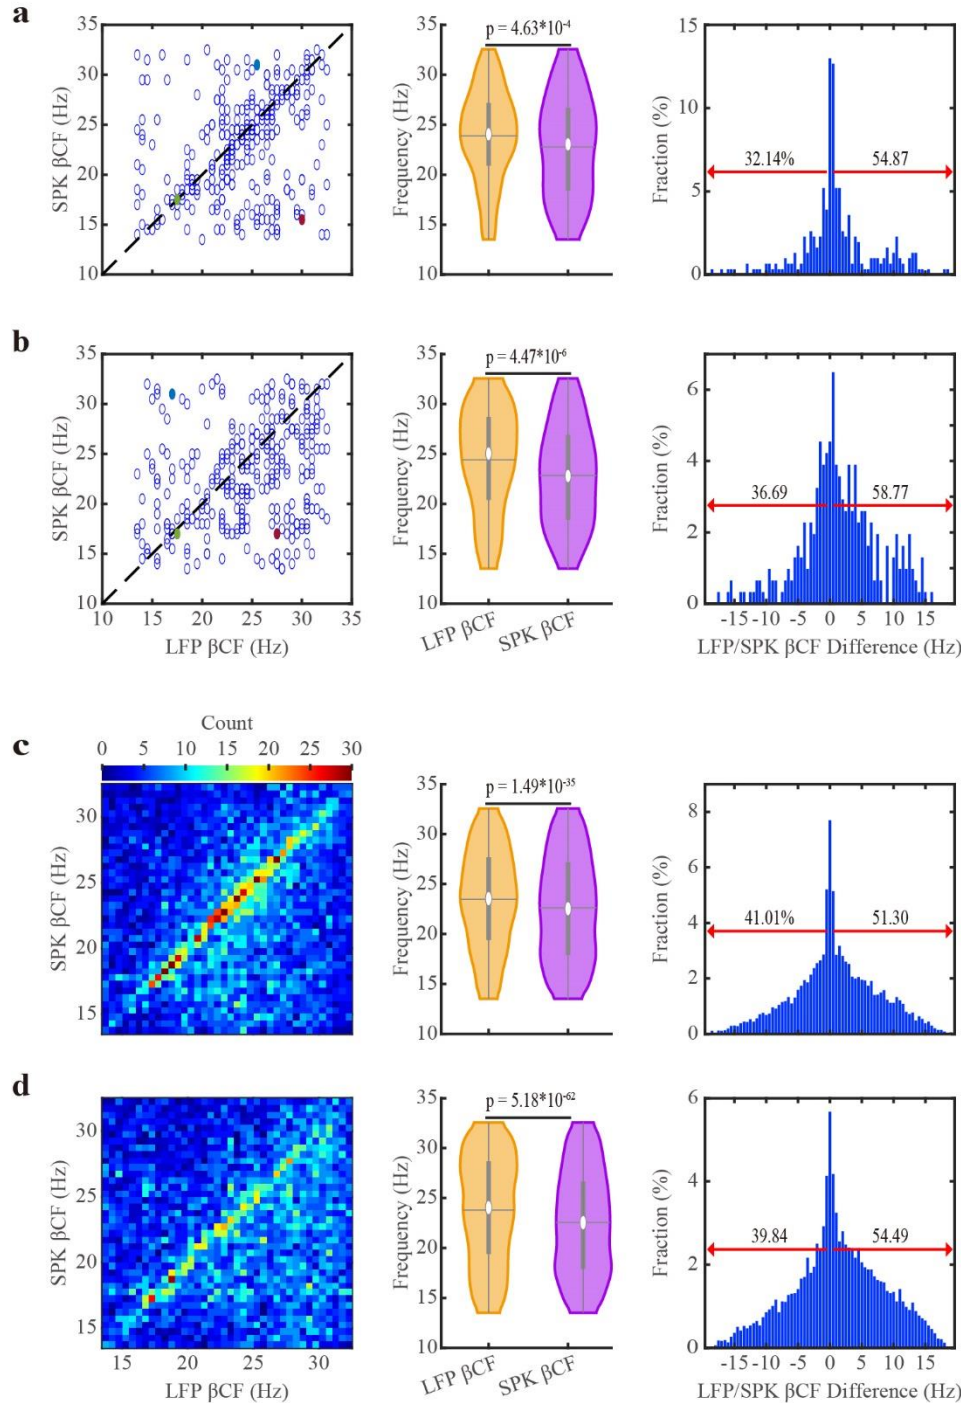 a
35
30
25
20
15
10
SPK βCF (Hz)
35
30
25
20
15
10
Frequency (Hz)
p = 4.63*10-4
15
10
5
0
Fraction (%)
32.14%
54.87
b
35
30
25
20
15
10
SPK βCF (Hz)
10 15 20 25 30 35
LFP βCF (Hz)
35
30
25
20
15
10
Frequency (Hz)
p = 4.47*10-6
LFP βCF
SPK βCF
6
4
2
0
Fraction (%)
36.69
58.77
-15 -10 -5 0 5 10 15
LFP/SPK βCF Difference (Hz)
c
Count
0 5 10 15 20 25 30
30
25
20
15
SPK βCF (Hz)
35
30
25
20
15
10
Frequency (Hz)
p = 1.49*10-35
8
6
4
2
0
Fraction (%)
41.01%
51.30
d
30
25
20
15
SPK βCF (Hz)
15 20 25 30
LFP βCF (Hz)
35
30
25
20
15
10
Frequency (Hz)
p = 5.18*10-62
LFP βCF
SPK βCF
6
4
2
0
Fraction (%)
39.84
54.49
-15 -10 -5 0 5 10 15
LFP/SPK βCF Difference (Hz)